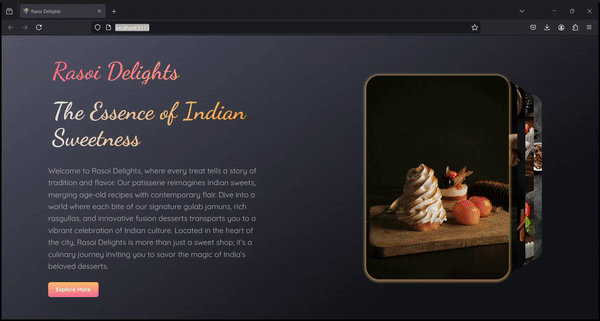 Rasoi Delights
localhost:5173
Rasoi Delights
The Essence of Indian
Sweetness
Welcome to Rasoi Delights, where every treat tells a story of
tradition and flavor. Our patisserie reimagines Indian sweets,
merging age-old recipes with contemporary flair. Dive into a
world where each bite of our signature gulab jamuns, rich
rasgullas, and innovative fusion desserts transports you to a
vibrant celebration of Indian culture. Located in the heart of
the city, Rasoi Delights is more than just a sweet shop; it's a
culinary journey inviting you to savor the magic of India's
beloved desserts.
Explore More